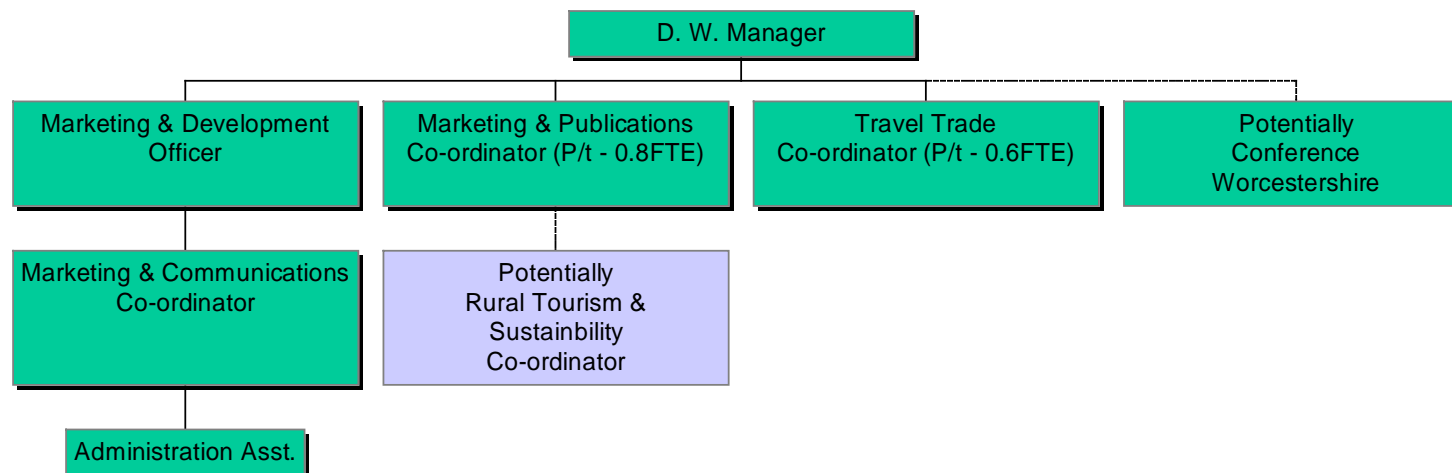 D. W. Manager
Marketing & Development
Officer
Marketing & Publications
Co-ordinator (P/t - 0.8FTE)
Travel Trade
Co-ordinator (P/t - 0.6FTE)
Potentially
Conference
Worcestershire
Marketing & Communications
Co-ordinator
Potentially
Rural Tourism &
Sustainbility
Co-ordinator
Administration Asst.